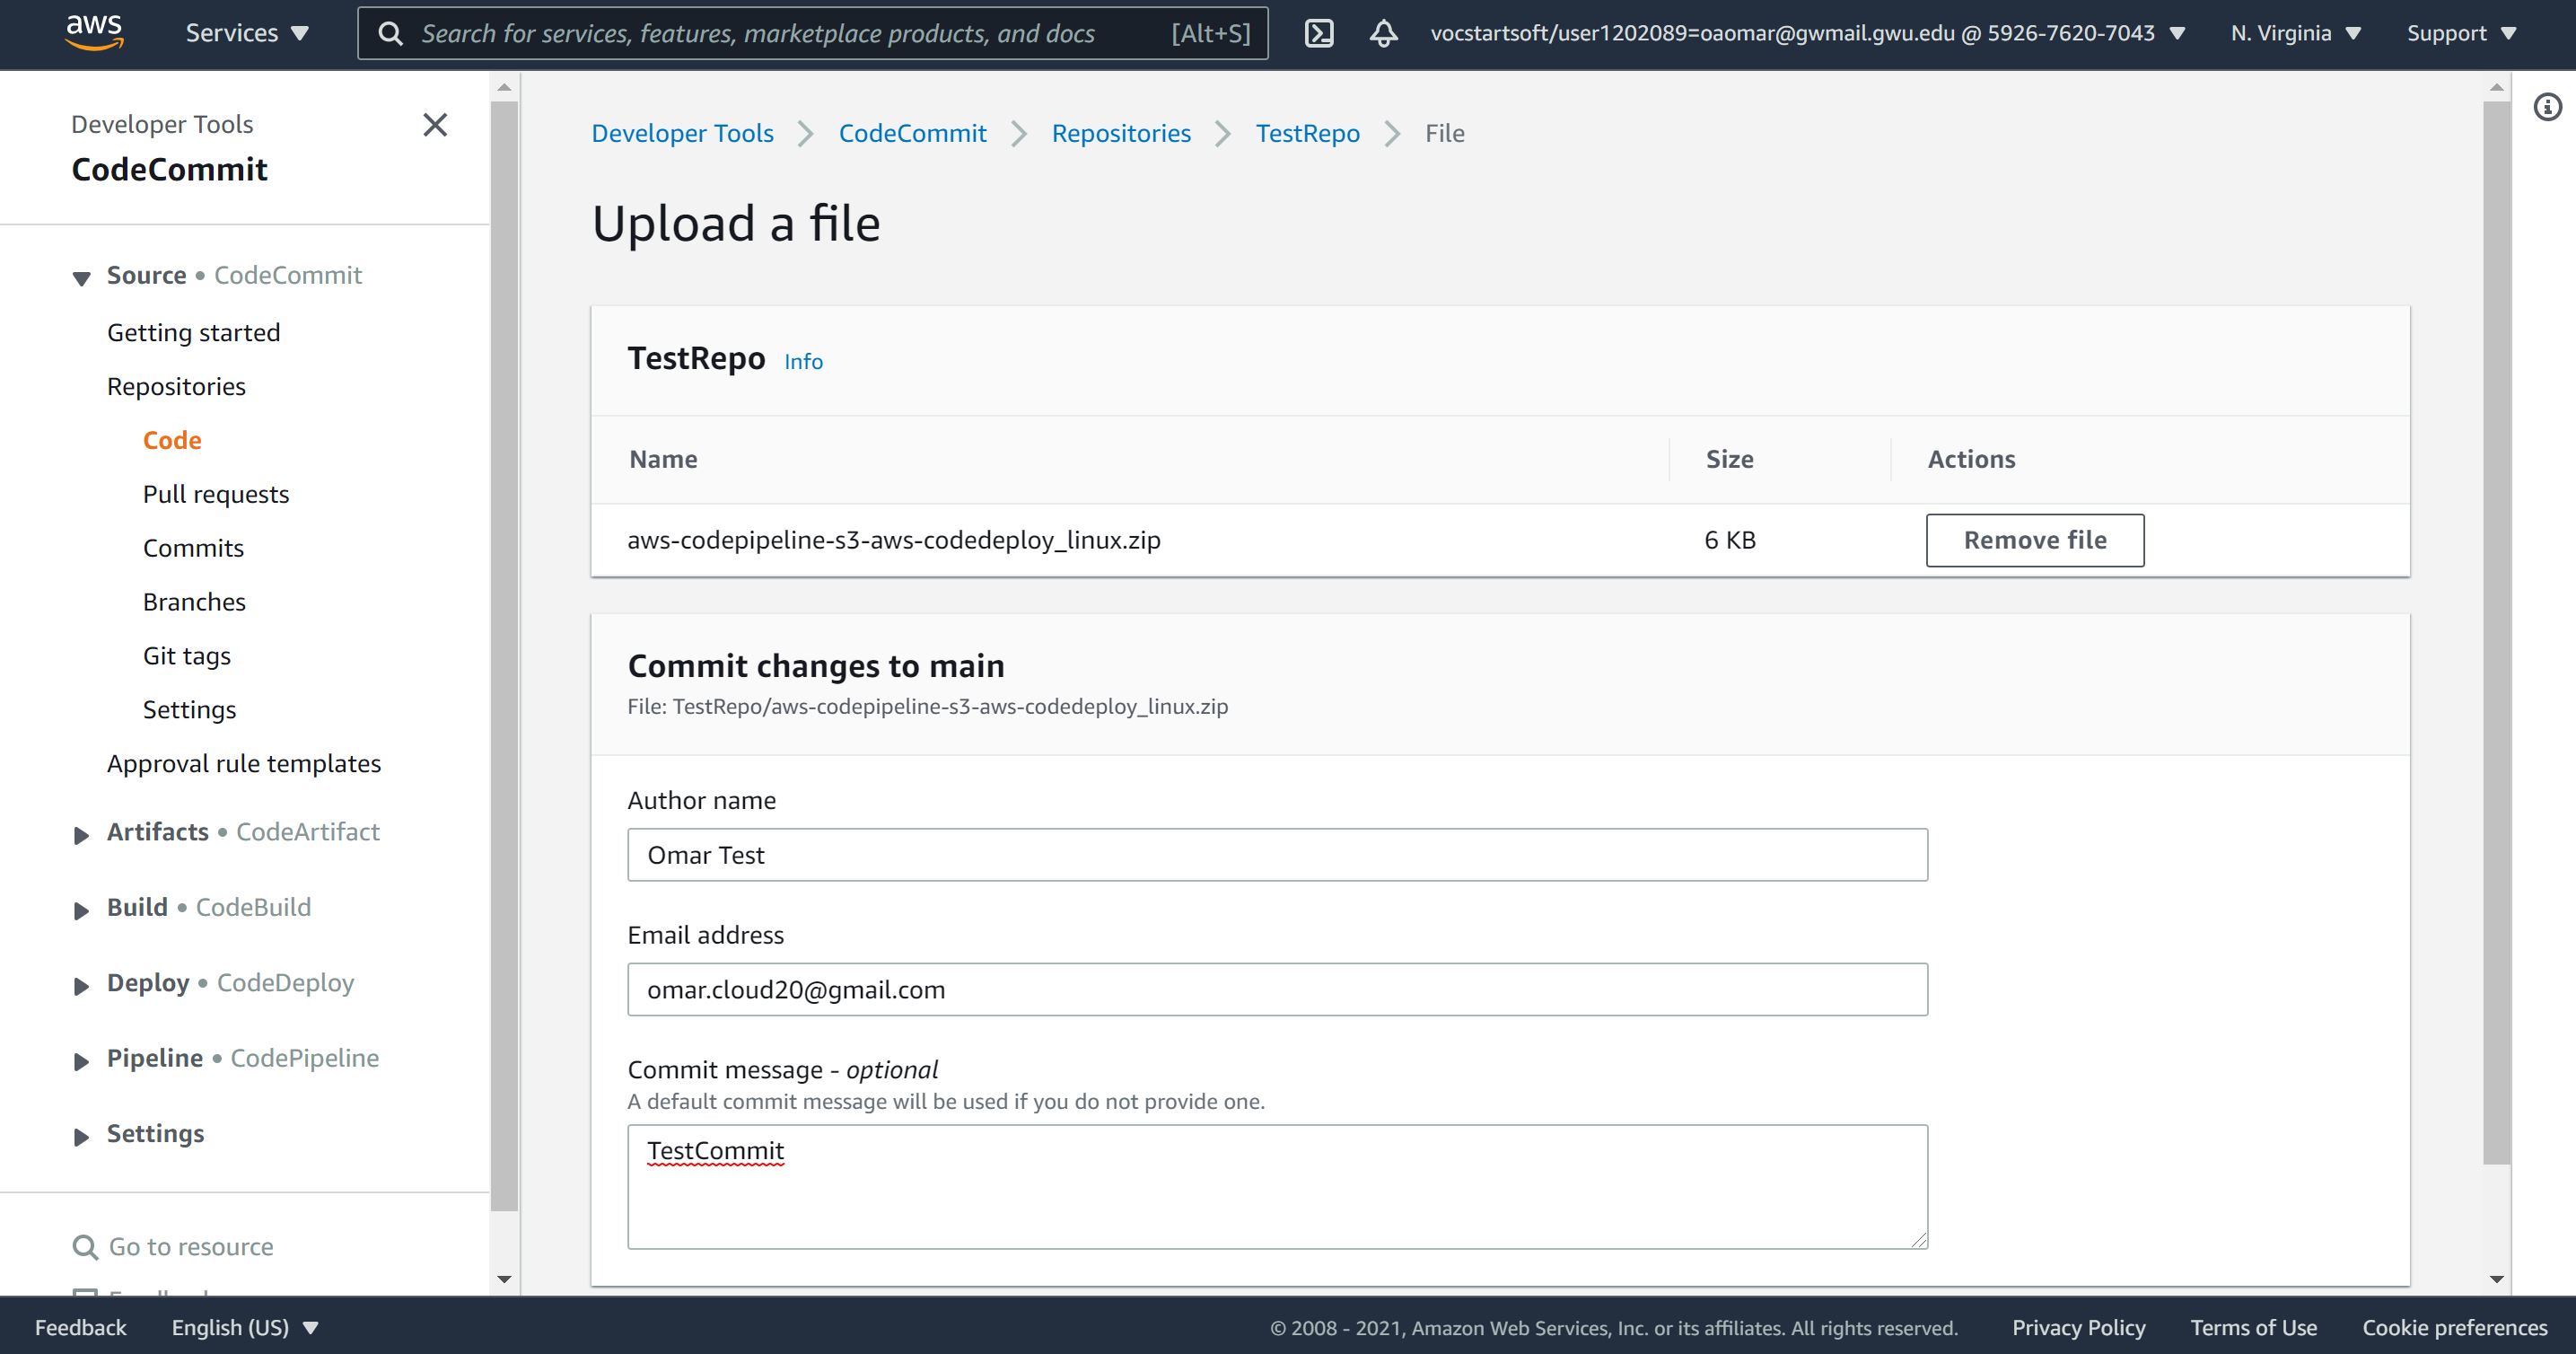 aws
Services
Search for services, features, marketplace products, and docs [Alt+S]
vocstartsoft/user1202089=oaomar@gwmail.gwu.edu @ 5926-7620-7043
N. Virginia
Support
Developer Tools
CodeCommit
Source • CodeCommit
Getting started
Repositories
Code
Pull requests
Commits
Branches
Git tags
Settings
Approval rule templates
Artifacts • CodeArtifact
Build • CodeBuild
Deploy • CodeDeploy
Pipeline • CodePipeline
Settings
Go to resource
Developer Tools > CodeCommit > Repositories > TestRepo > File
Upload a file
TestRepo Info
Name Size Actions
aws-codepipeline-s3-aws-codedeploy_linux.zip 6 KB Remove file
Commit changes to main
File: TestRepo/aws-codepipeline-s3-aws-codedeploy_linux.zip
Author name
Omar Test
Email address
omar.cloud20@gmail.com
Commit message - optional
A default commit message will be used if you do not provide one.
TestCommit
Feedback English (US) © 2008 - 2021, Amazon Web Services, Inc. or its affiliates. All rights reserved. Privacy Policy Terms of Use Cookie preferences